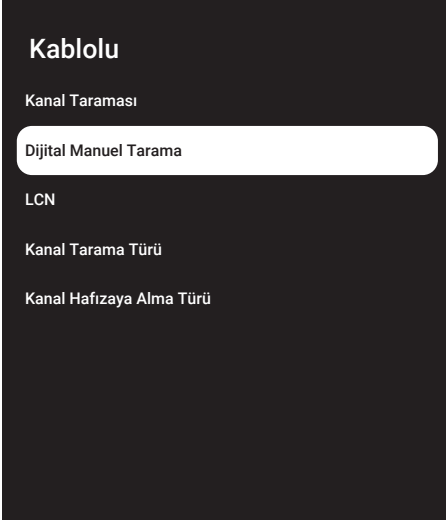 Kablolu
Kanal Taraması
Dijital Manuel Tarama
LCN
Kanal Tarama Türü
Kanal Hafızaya Alma Türü